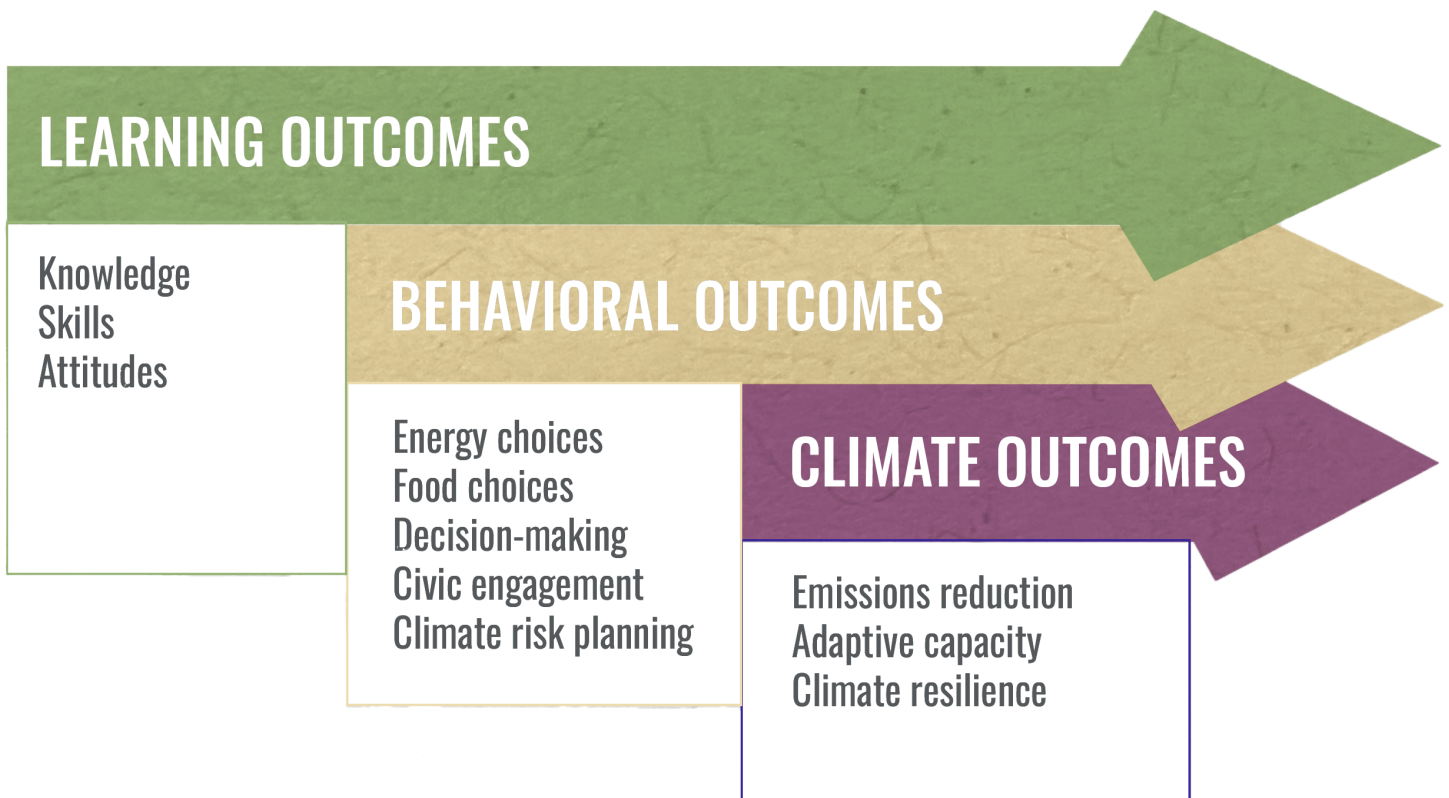 LEARNING OUTCOMES
Knowledge
Skills
Attitudes
BEHAVIORAL OUTCOMES
Energy choices
Food choices
Decision-making
Civic engagement
Climate risk planning
CLIMATE OUTCOMES
Emissions reduction
Adaptive capacity
Climate resilience